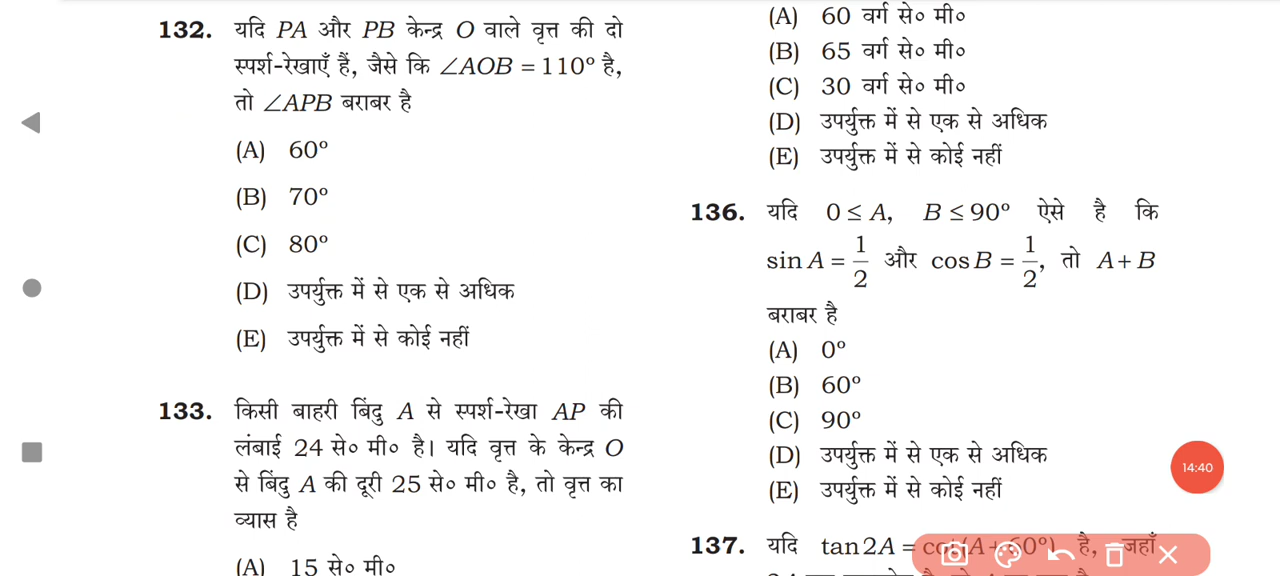 132. यदि PA और PB केन्द्र O वाले वृत्त की दो
स्पर्श-रेखाएँ हैं, जैसे कि ∠AOB = 110° है,
तो ∠APB बराबर है
(A) 60°
(B) 70°
(C) 80°
(D) उपर्युक्त में से एक से अधिक
(E) उपर्युक्त में से कोई नहीं
133. किसी बाहरी बिंदु A से स्पर्श-रेखा AP की
लंबाई 24 से० मी० है। यदि वृत्त के केन्द्र O
से बिंदु A की दूरी 25 से० मी० है, तो वृत्त का
व्यास है
(A) 15 से० मी०
(A) 60 वर्ग से० मी०
(B) 65 वर्ग से० मी०
(C) 30 वर्ग से० मी०
(D) उपर्युक्त में से एक से अधिक
(E) उपर्युक्त में से कोई नहीं
136. यदि 0 ≤ A, B ≤ 90° ऐसे है कि
sin A = 1/2 और cos B = 1/2, तो A + B
बराबर है
(A) 0°
(B) 60°
(C) 90°
(D) उपर्युक्त में से एक से अधिक
(E) उपर्युक्त में से कोई नहीं
14:40
137. यदि tan 2A = cot(A + 60°) है, जहाँ